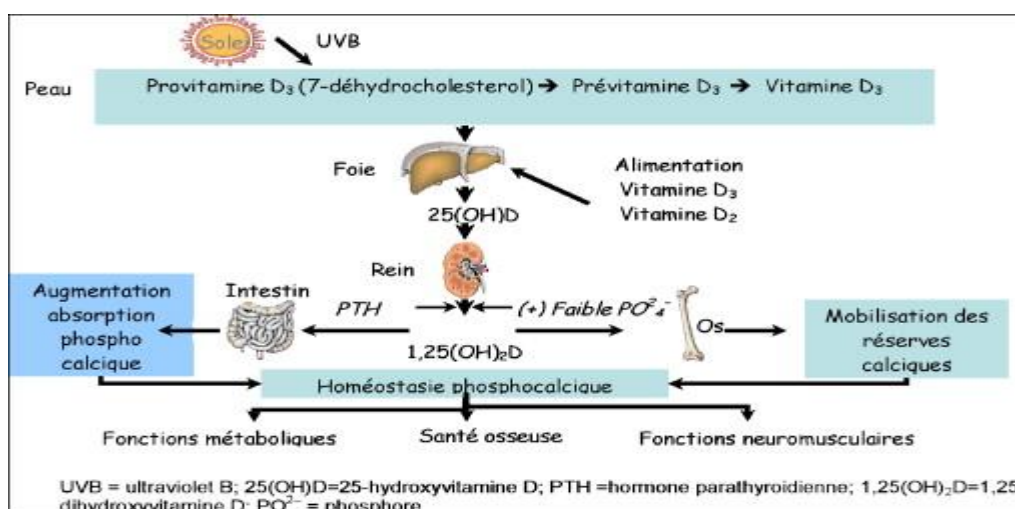 Soleil
UVB
Peau
Provitamine D₃ (7-déhydrocholesterol) → Prévitamine D₃ → Vitamine D₃
Foie
Alimentation
Vitamine D₃
Vitamine D₂
25(OH)D
Rein
Augmentation
absorption
phospho
calcique
Intestin
PTH
(+) Faible PO²₄⁻
Os
Mobilisation des
réserves
calciques
1,25(OH)₂D
Homéostasie phosphocalcique
Fonctions métaboliques
Santé osseuse
Fonctions neuromusculaires
UVB = ultraviolet B; 25(OH)D=25-hydroxyvitamine D; PTH =hormone parathyroidienne; 1,25(OH)₂D=1,25
dihydroxyvitamine D; PO²⁻ = phosphore